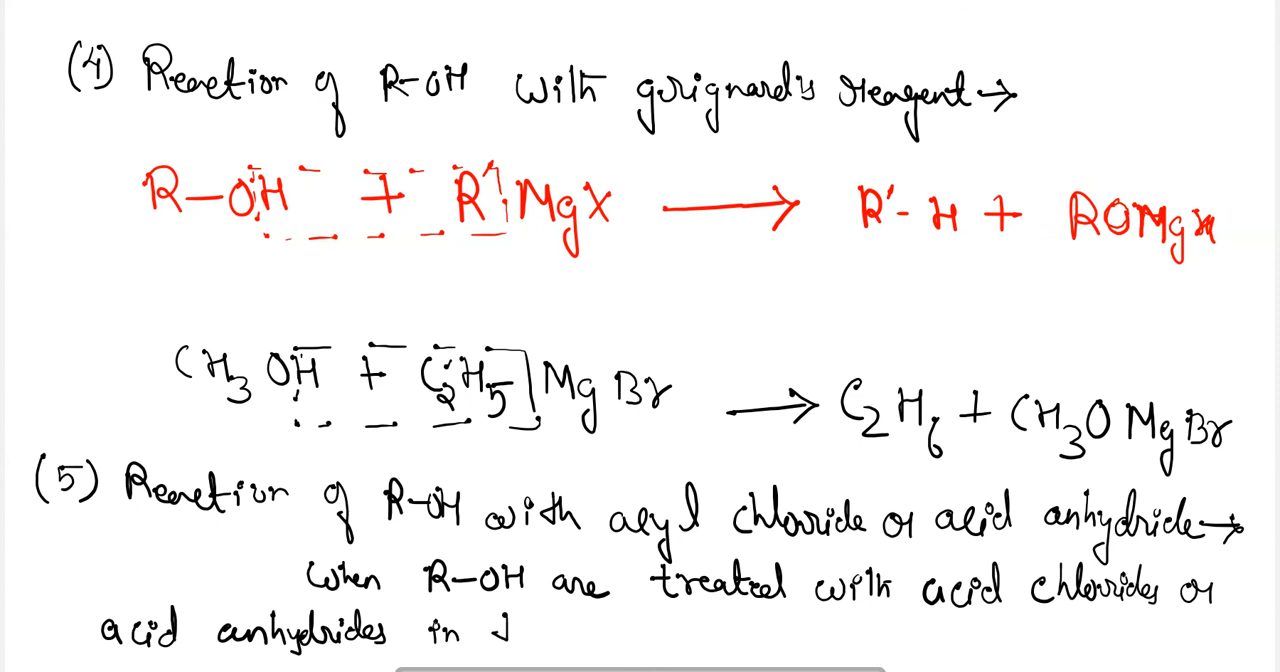 (4) Reaction of R-OH with grignard's reagent →
R-OH + R'MgX → R'-H + ROMgX
CH3OH + C2H5MgBr → C2H6 + CH3OMgBr
(5) Reaction of R-OH with acyl chloride or acid anhydride →
when R-OH are treated with acid chlorides or
acid anhydrides in